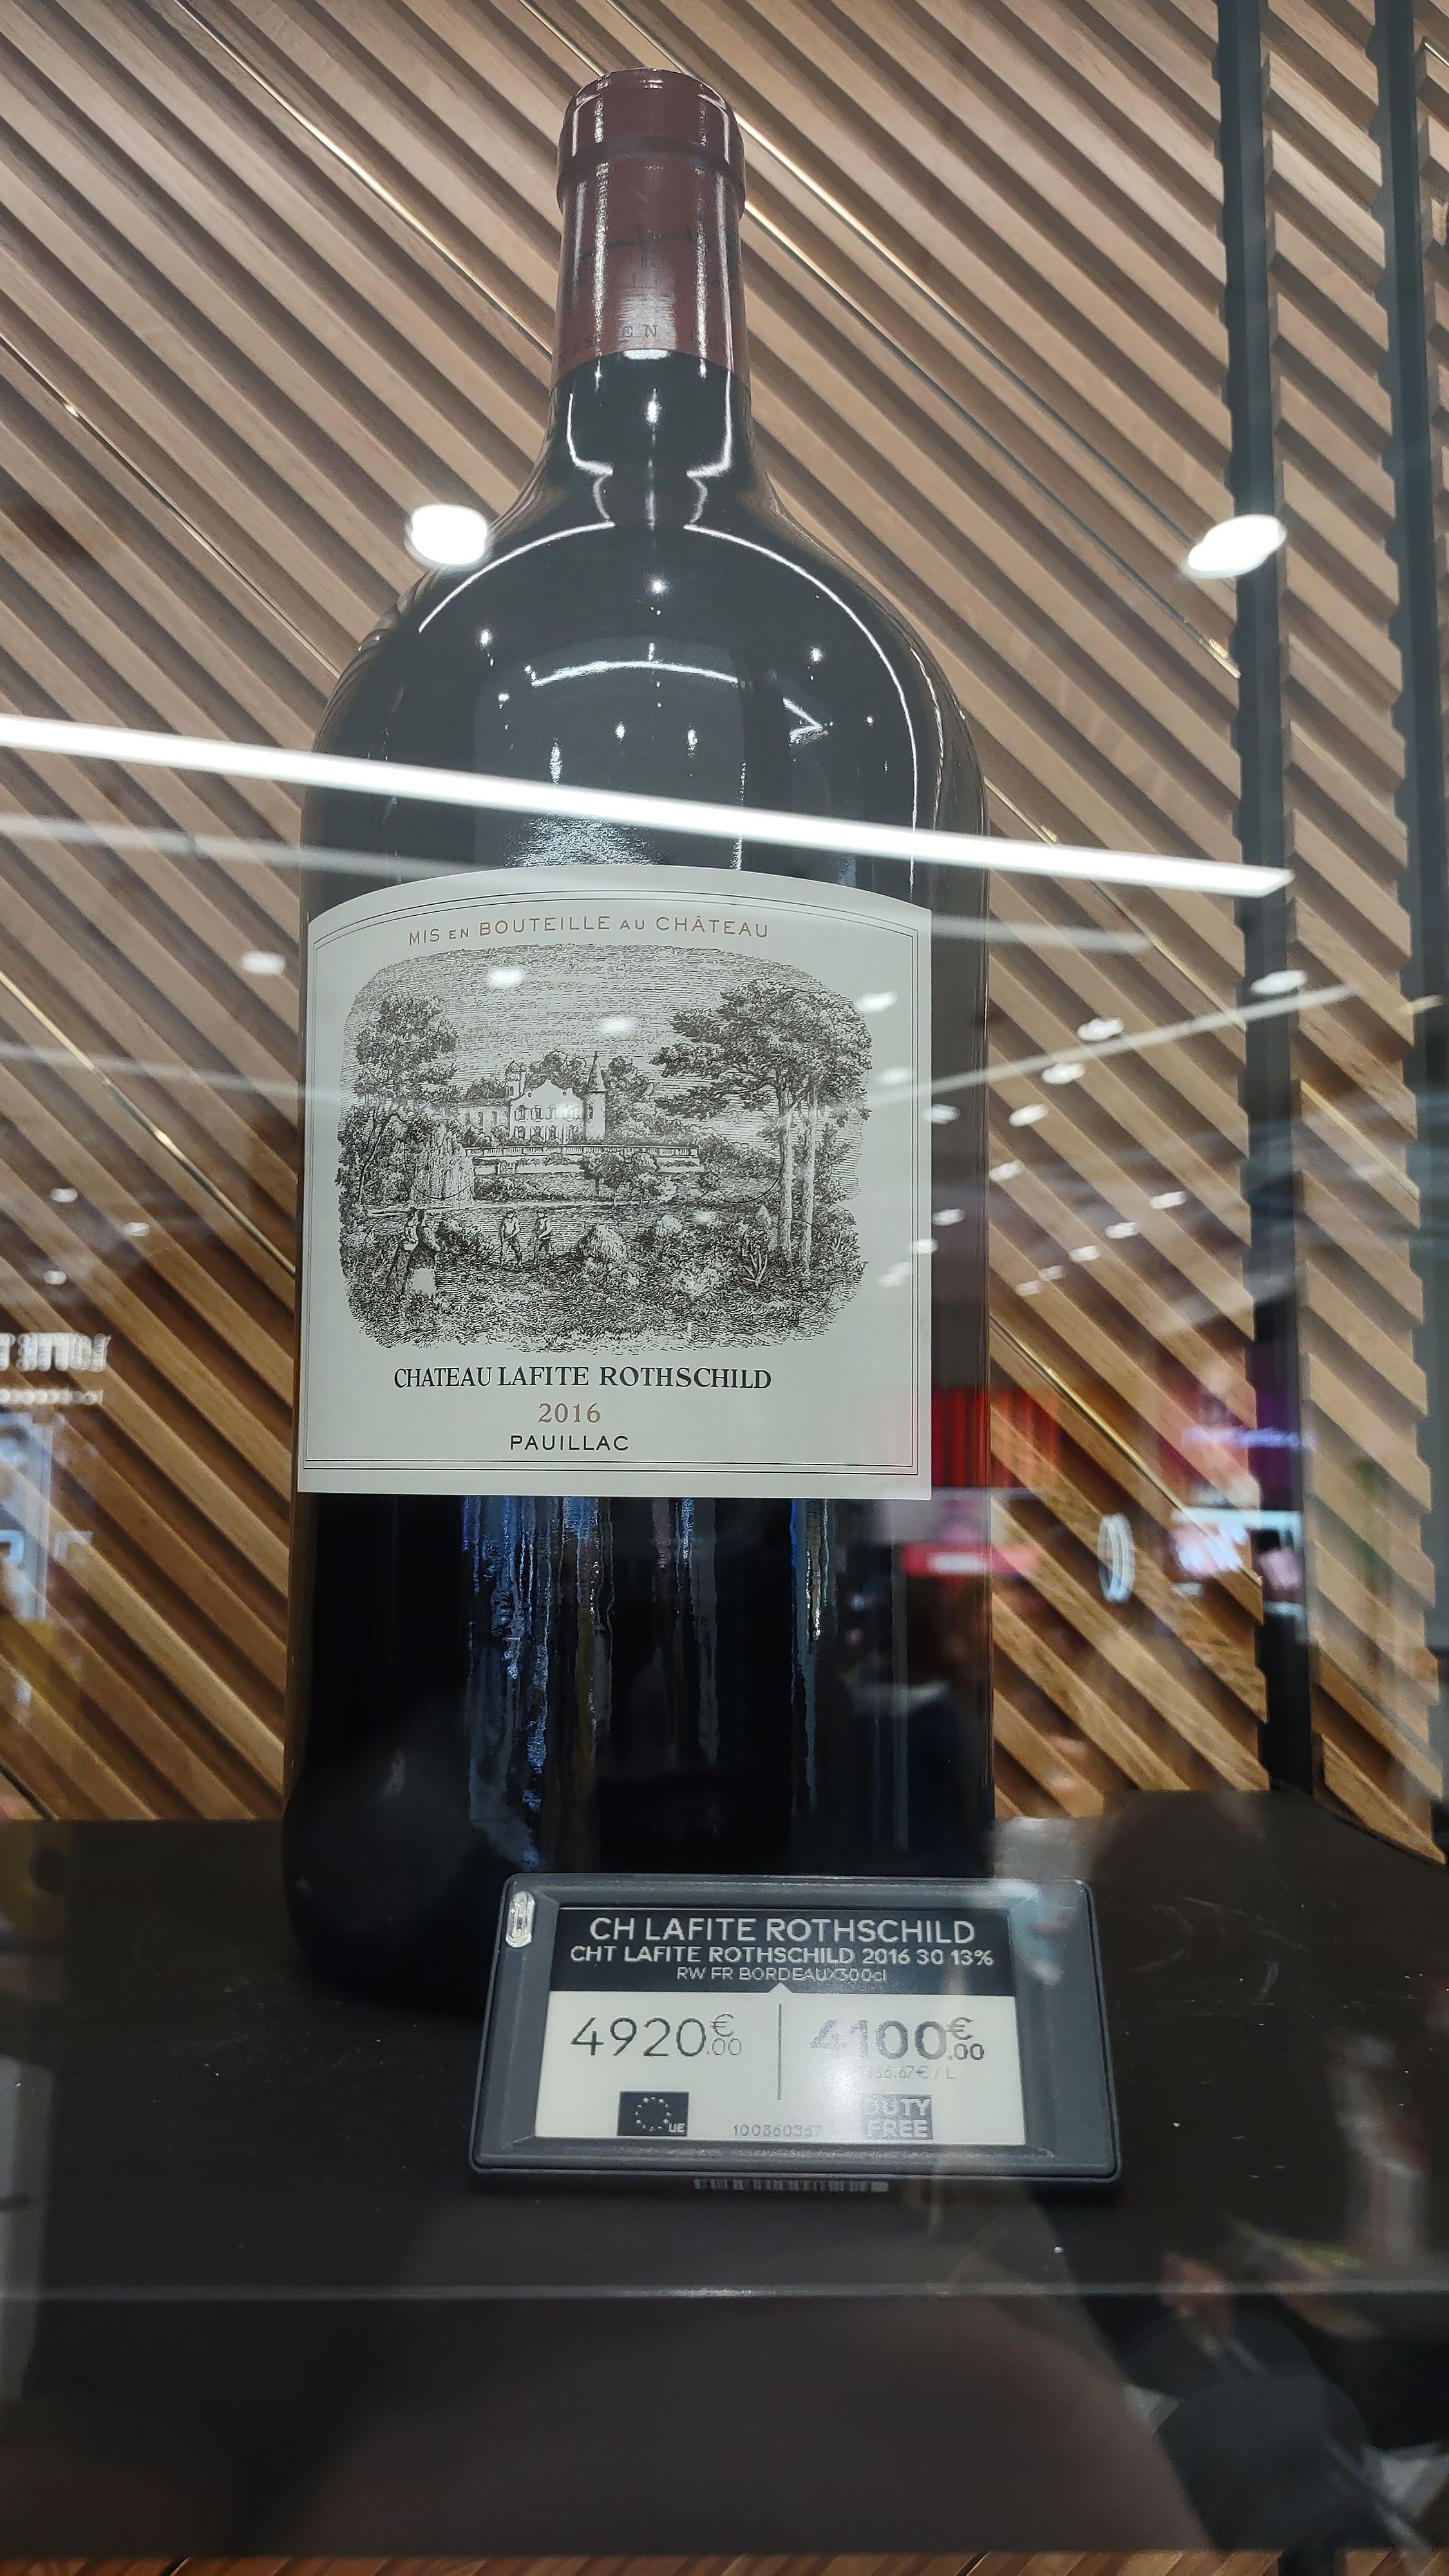 EN
MIS EN BOUTEILLE AU CHÂTEAU
CHATEAU LAFITE ROTHSCHILD
2016
PAUILLAC
CH LAFITE ROTHSCHILD
CHT LAFITE ROTHSCHILD 2016 30 13%
RW FR BORDEAUX300cl
4920€.00
4100€.00
UE
DUTY
FREE